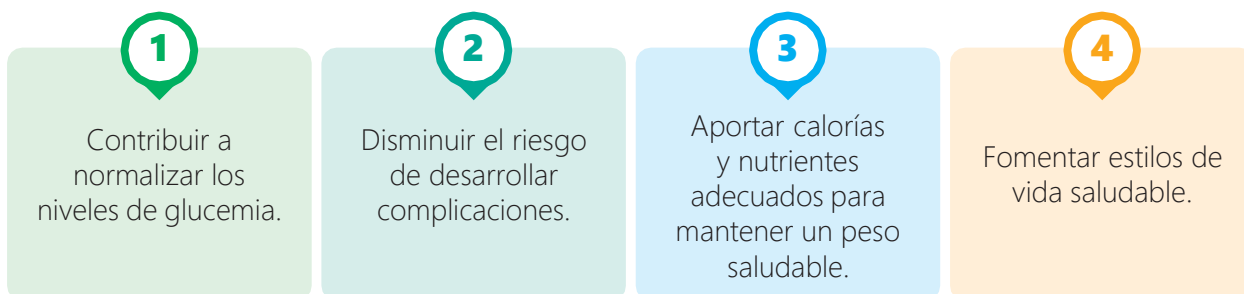 1
Contribuir a
normalizar los
niveles de glucemia.
2
Disminuir el riesgo
de desarrollar
complicaciones.
3
Aportar calorías
y nutrientes
adecuados para
mantener un peso
saludable.
4
Fomentar estilos de
vida saludable.